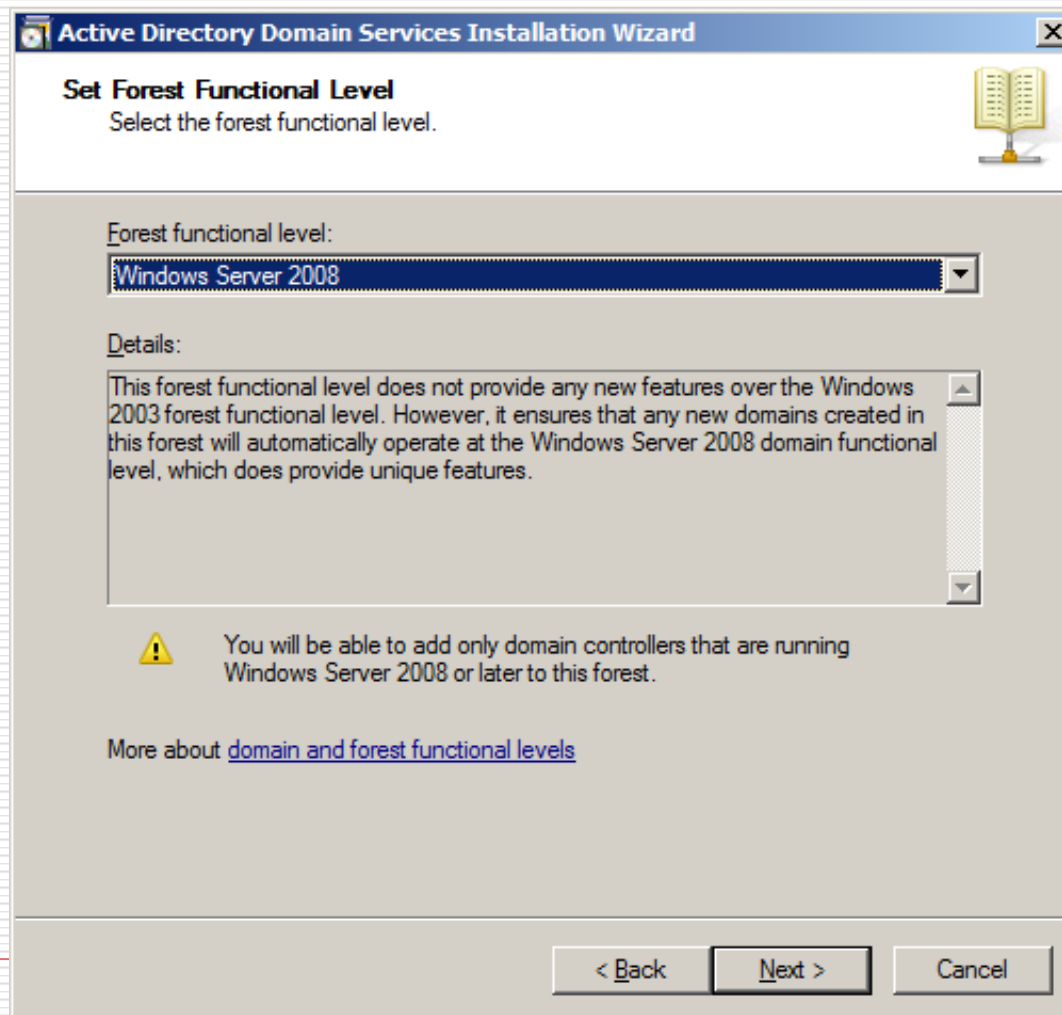 Active Directory Domain Services Installation Wizard
Set Forest Functional Level
Select the forest functional level.
Forest functional level:
Windows Server 2008
Details:
This forest functional level does not provide any new features over the Windows
2003 forest functional level. However, it ensures that any new domains created in
this forest will automatically operate at the Windows Server 2008 domain functional
level, which does provide unique features.
You will be able to add only domain controllers that are running
Windows Server 2008 or later to this forest.
More about domain and forest functional levels
< Back Next > Cancel